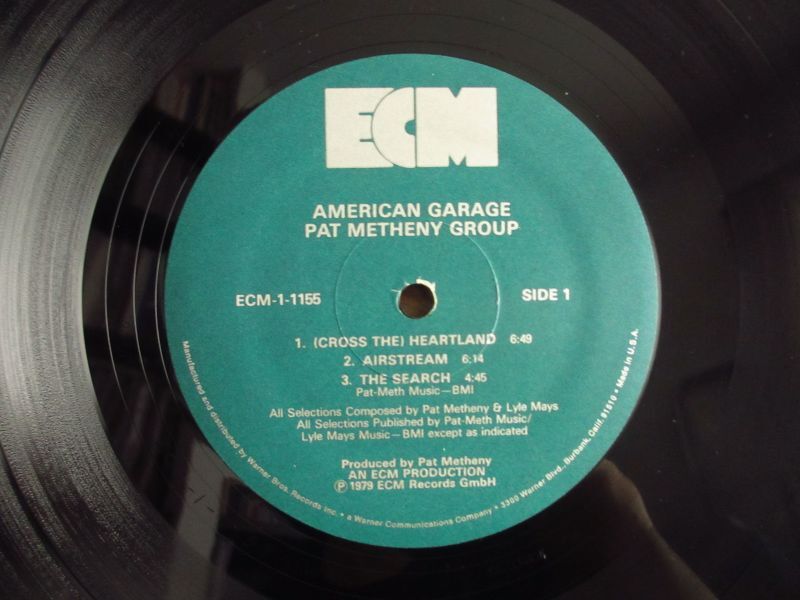 ECM
AMERICAN GARAGE
PAT METHENY GROUP
ECM-1-1155
SIDE 1
1. (CROSS THE) HEARTLAND 6:49
2. AIRSTREAM 6:14
3. THE SEARCH 4:45
Pat-Meth Music—BMI
All Selections Composed by Pat Metheny & Lyle Mays
All Selections Published by Pat-Meth Music/
Lyle Mays Music—BMI except as indicated
Produced by Pat Metheny
AN ECM PRODUCTION
℗ 1979 ECM Records GmbH
Manufactured and distributed by Warner Bros. Records Inc. • a Warner Communications Company • 3300 Warner Blvd., Burbank, Calif. 91510 • Made in U.S.A.